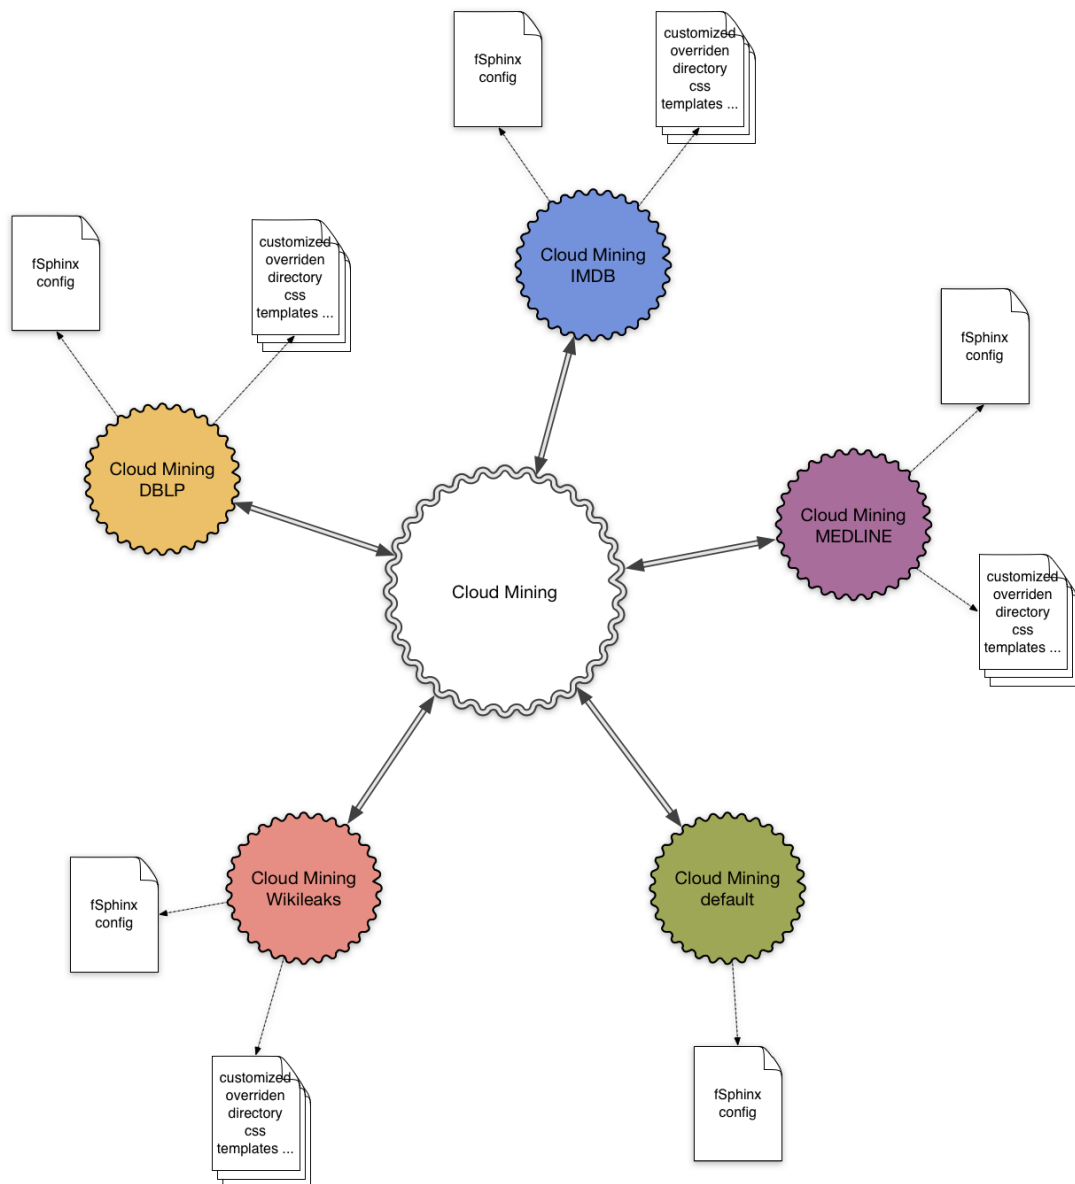 fSphinx
config
customized
overriden
directory
css
templates ...
Cloud Mining
IMDB
fSphinx
config
customized
overriden
directory
css
templates ...
Cloud Mining
DBLP
fSphinx
config
Cloud Mining
MEDLINE
customized
overriden
directory
css
templates ...
Cloud Mining
Cloud Mining
Wikileaks
fSphinx
config
customized
overriden
directory
css
templates ...
Cloud Mining
default
fSphinx
config